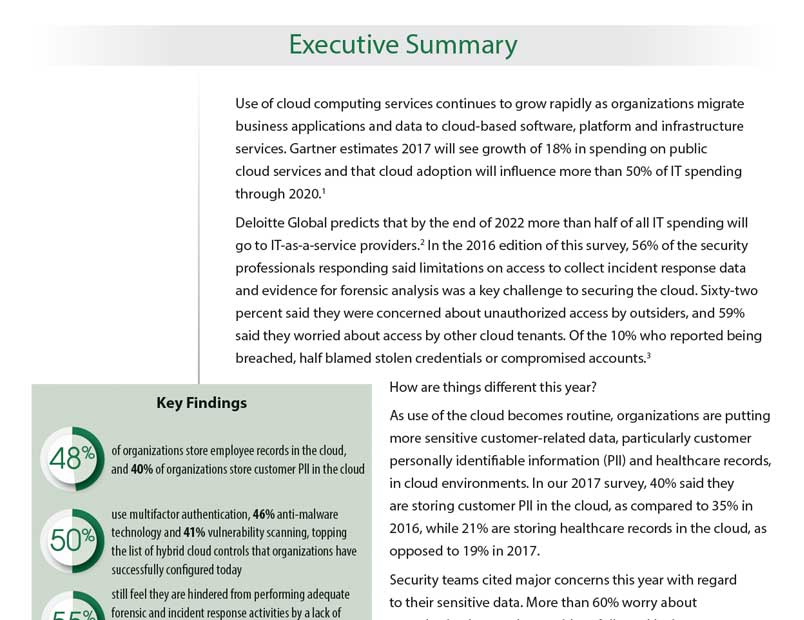 Executive Summary
Use of cloud computing services continues to grow rapidly as organizations migrate
business applications and data to cloud-based software, platform and infrastructure
services. Gartner estimates 2017 will see growth of 18% in spending on public
cloud services and that cloud adoption will influence more than 50% of IT spending
through 2020.1
Deloitte Global predicts that by the end of 2022 more than half of all IT spending will
go to IT-as-a-service providers.2 In the 2016 edition of this survey, 56% of the security
professionals responding said limitations on access to collect incident response data
and evidence for forensic analysis was a key challenge to securing the cloud. Sixty-two
percent said they were concerned about unauthorized access by outsiders, and 59%
said they worried about access by other cloud tenants. Of the 10% who reported being
breached, half blamed stolen credentials or compromised accounts.3
How are things different this year?
As use of the cloud becomes routine, organizations are putting
more sensitive customer-related data, particularly customer
personally identifiable information (PII) and healthcare records,
in cloud environments. In our 2017 survey, 40% said they
are storing customer PII in the cloud, as compared to 35% in
2016, while 21% are storing healthcare records in the cloud, as
opposed to 19% in 2017.
Security teams cited major concerns this year with regard
to their sensitive data. More than 60% worry about
Key Findings
48%
of organizations store employee records in the cloud,
and 40% of organizations store customer PII in the cloud
50%
use multifactor authentication, 46% anti-malware
technology and 41% vulnerability scanning, topping
the list of hybrid cloud controls that organizations have
successfully configured today
55%
still feel they are hindered from performing adequate
forensic and incident response activities by a lack of